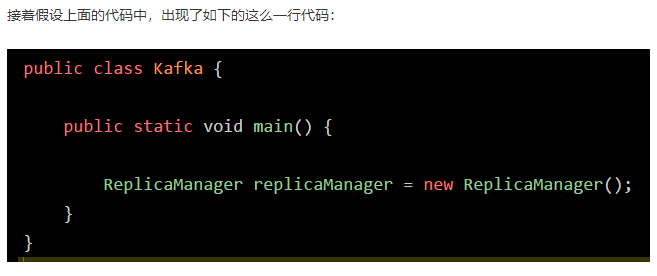 接着假设上面的代码中，出现了如下的这么一行代码：
public class Kafka {
public static void main() {
ReplicaManager replicaManager = new ReplicaManager();
}
}